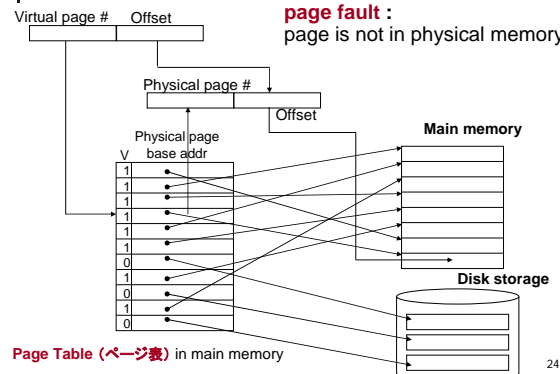 Virtual page # Offset
page fault :
page is not in physical memory
Physical page #
Offset
Main memory
Physical page
V base addr
1
1
1
1
1
1
0
1
0
1
0
Disk storage
Page Table (ページ表) in main memory
24